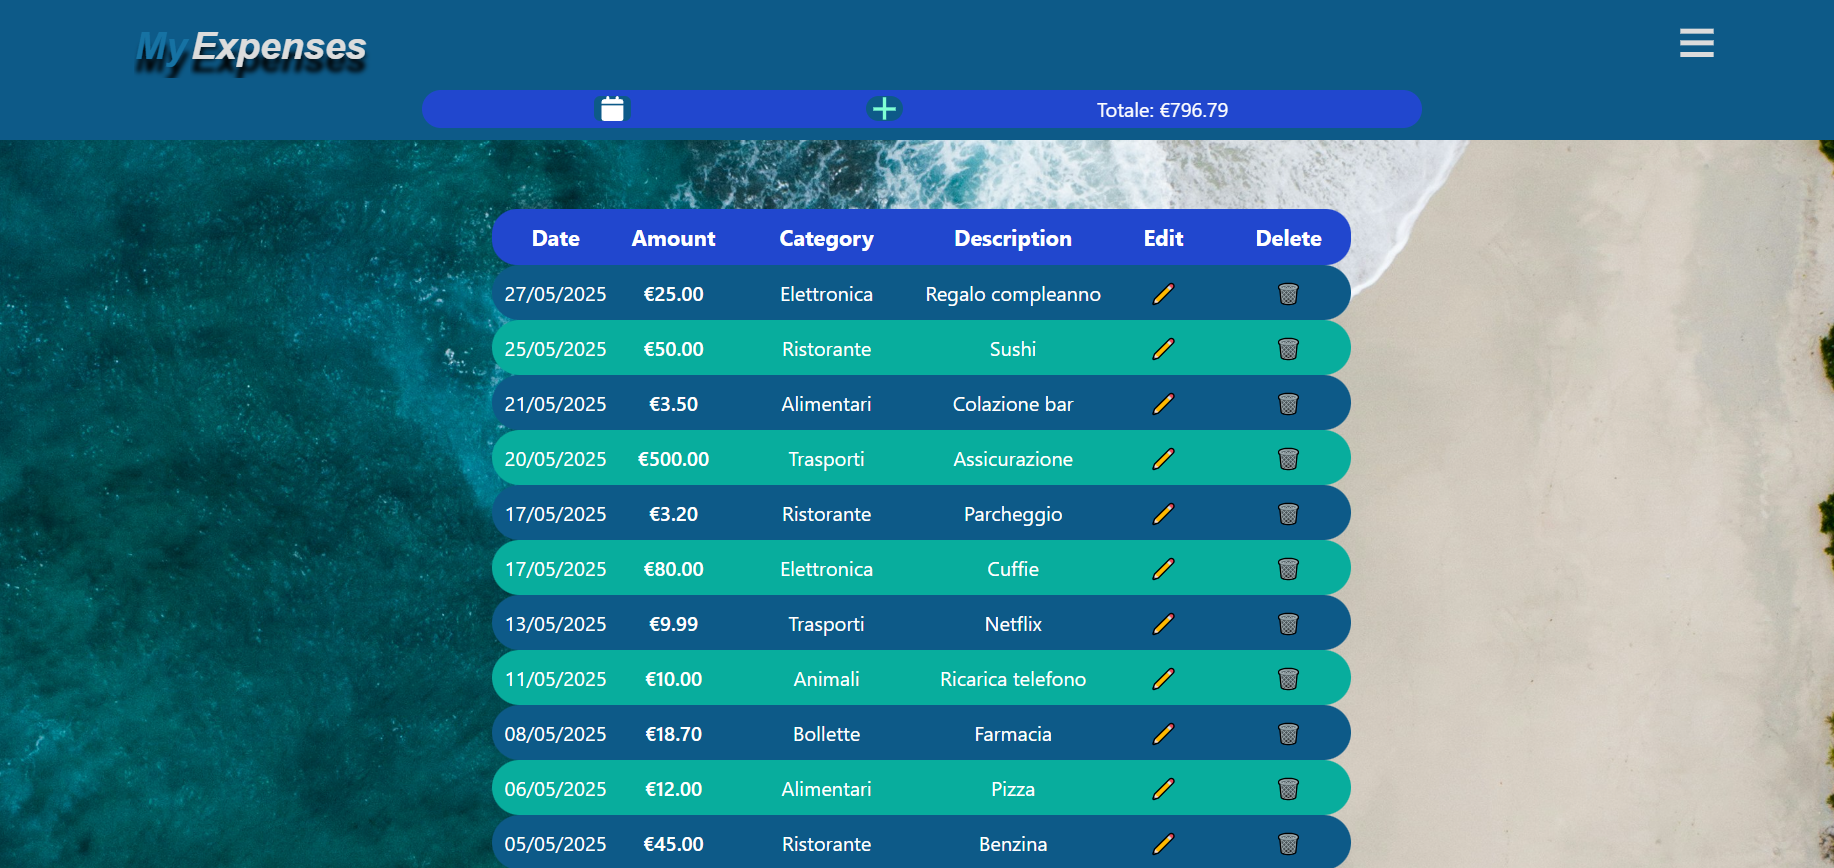 My Expenses
Totale: €796.79
Date Amount Category Description Edit Delete
27/05/2025 €25.00 Elettronica Regalo compleanno
25/05/2025 €50.00 Ristorante Sushi
21/05/2025 €3.50 Alimentari Colazione bar
20/05/2025 €500.00 Trasporti Assicurazione
17/05/2025 €3.20 Ristorante Parcheggio
17/05/2025 €80.00 Elettronica Cuffie
13/05/2025 €9.99 Trasporti Netflix
11/05/2025 €10.00 Animali Ricarica telefono
08/05/2025 €18.70 Bollette Farmacia
06/05/2025 €12.00 Alimentari Pizza
05/05/2025 €45.00 Ristorante Benzina